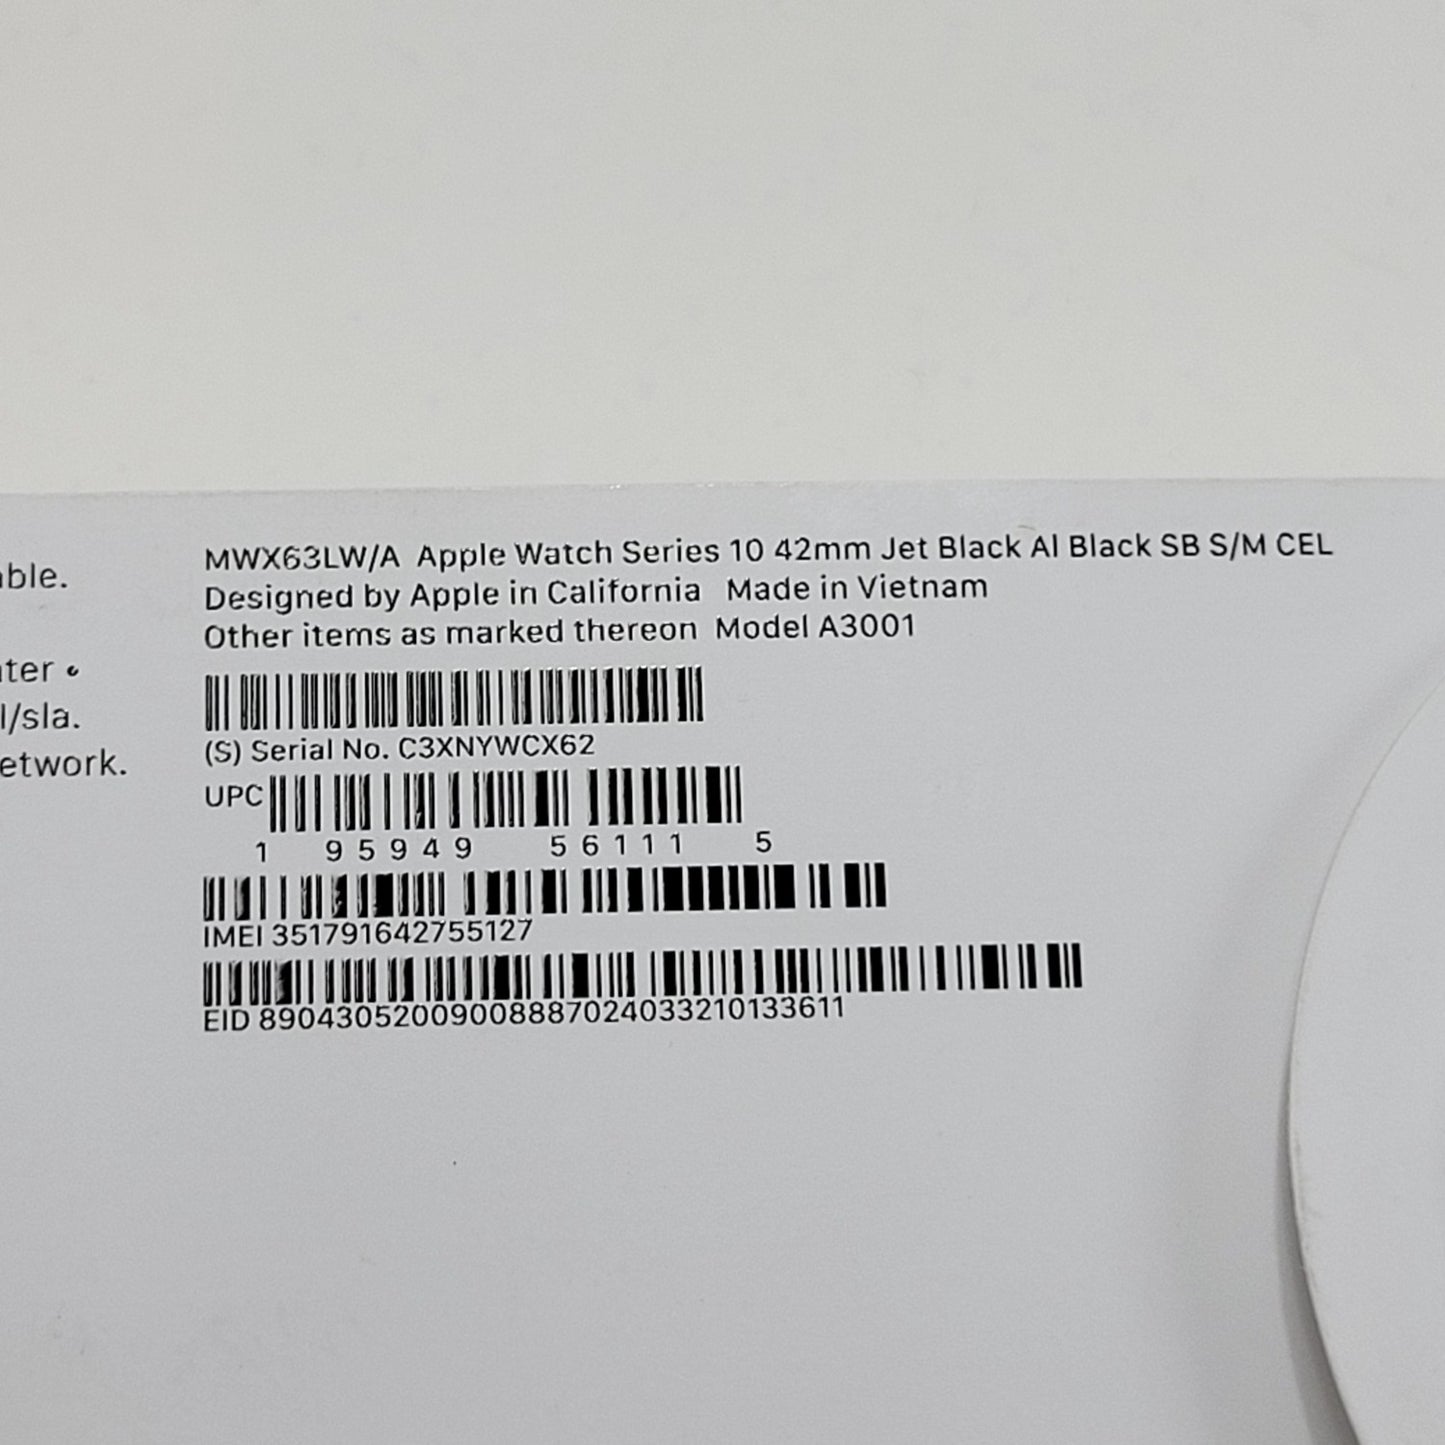 able.
ater •
l/sla.
etwork.
MWX63LW/A Apple Watch Series 10 42mm Jet Black Al Black SB S/M CEL
Designed by Apple in California Made in Vietnam
Other items as marked thereon Model A3001
(S) Serial No. C3XNYWCX62
UPC
1 95949 56111 5
IMEI 351791642755127
EID 89043052009008887024033210133611